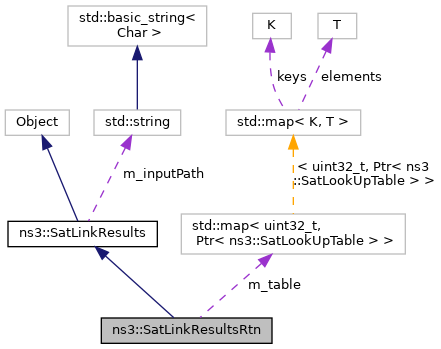 std::basic_string<
Char >
K
T
keys
elements
Object
std::string
std::map< K, T >
m_inputPath
< uint32_t, Ptr< ns3
::SatLookUpTable > >
ns3::SatLinkResults
std::map< uint32_t,
Ptr< ns3::SatLookUpTable > >
m_table
ns3::SatLinkResultsRtn